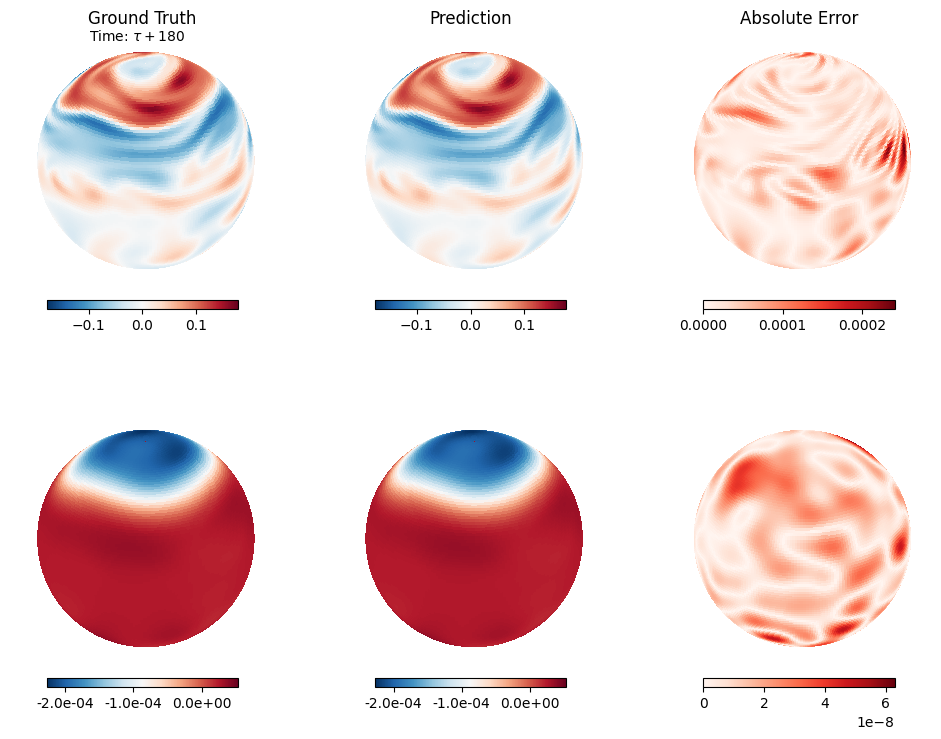 Ground Truth Prediction Absolute Error
Time: τ + 180
−0.1 0.0 0.1 −0.1 0.0 0.1 0.0000 0.0001 0.0002
-2.0e-04 -1.0e-04 0.0e+00 -2.0e-04 -1.0e-04 0.0e+00 0 2 4 6
1e−8